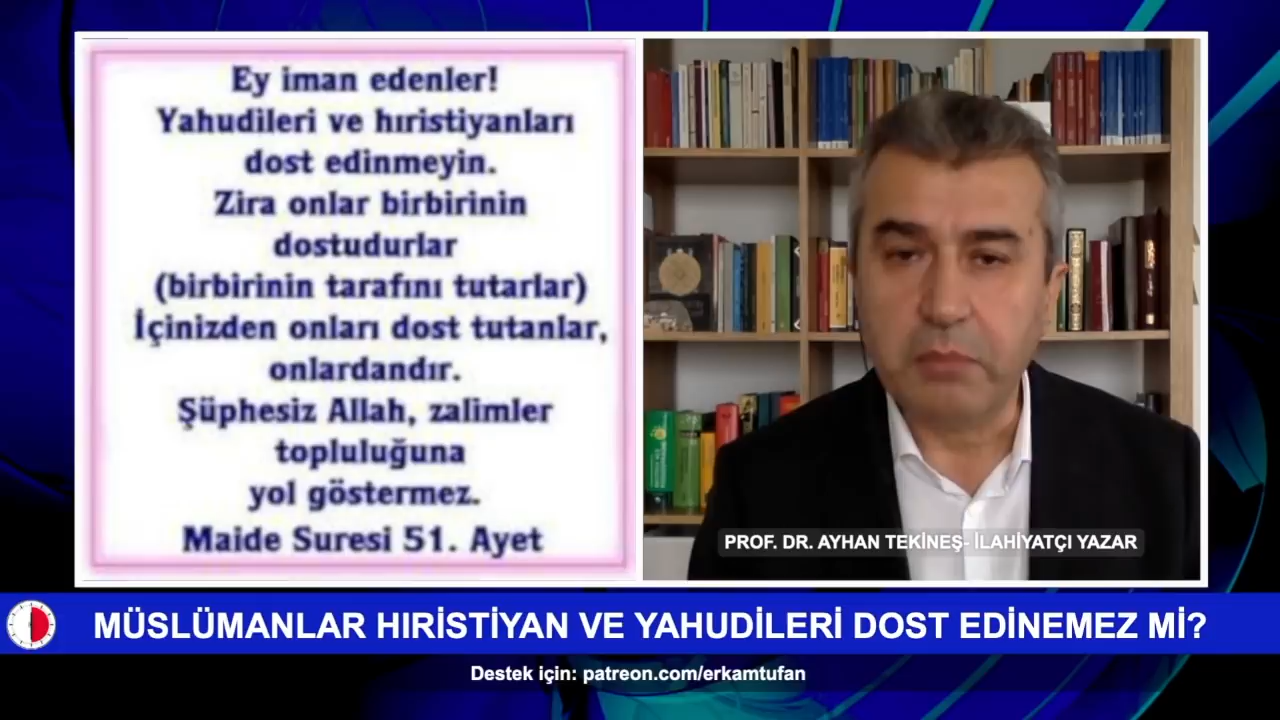 Ey iman edenler!
Yahudileri ve hıristiyanları
dost edinmeyin.
Zira onlar birbirinin
dostudurlar
(birbirinin tarafını tutarlar)
İçinizden onları dost tutanlar,
onlardandır.
Şüphesiz Allah, zalimler
topluluğuna
yol göstermez.
Maide Suresi 51. Ayet
PROF. DR. AYHAN TEKİNEŞ- İLAHİYATÇI YAZAR
MÜSLÜMANLAR HIRİSTİYAN VE YAHUDİLERİ DOST EDİNEMEZ Mİ?
Destek için: patreon.com/erkamtufan